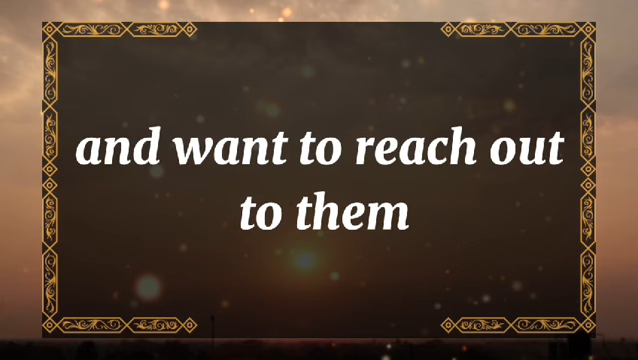 and want to reach out
to them